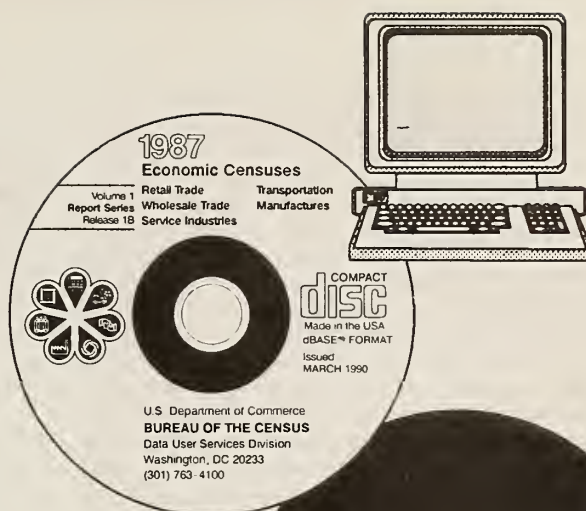 1987
Economic Censuses
Volume 1
Report Series
Release 1B
Retail Trade
Wholesale Trade
Service Industries
Transportation
Manufactures
COMPACT
disc
Made in the USA
dBASE™ FORMAT
Issued
MARCH 1990
U.S. Department of Commerce
BUREAU OF THE CENSUS
Data User Services Division
Washington, DC 20233
(301) 763-4100